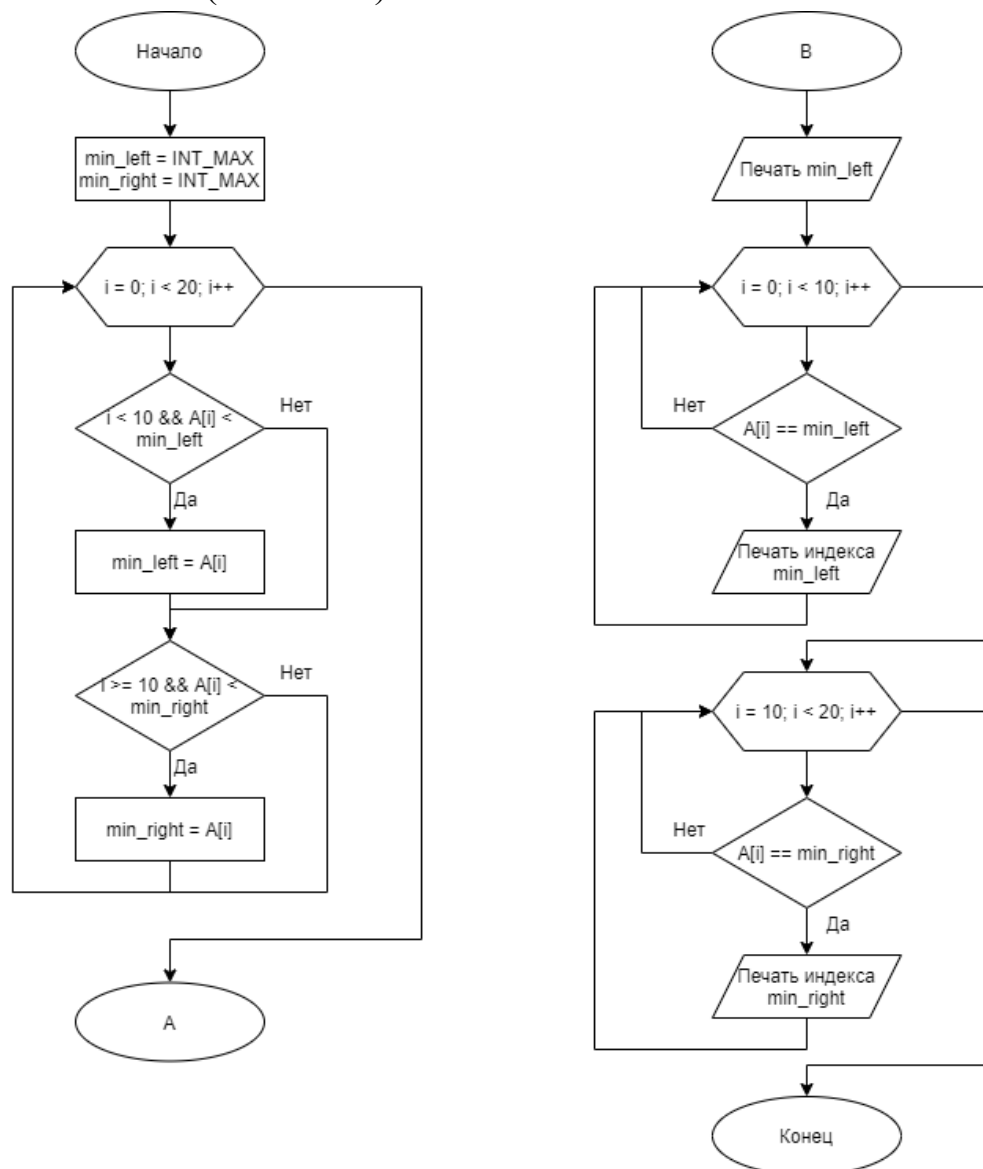 Начало
min_left = INT_MAX
min_right = INT_MAX
i = 0; i < 20; i++
i < 10 && A[i] <
min_left
Нет
Да
min_left = A[i]
i >= 10 && A[i] <
min_right
Нет
Да
min_right = A[i]
A
B
Печать min_left
i = 0; i < 10; i++
Нет
A[i] == min_left
Да
Печать индекса
min_left
i = 10; i < 20; i++
Нет
A[i] == min_right
Да
Печать индекса
min_right
Конец